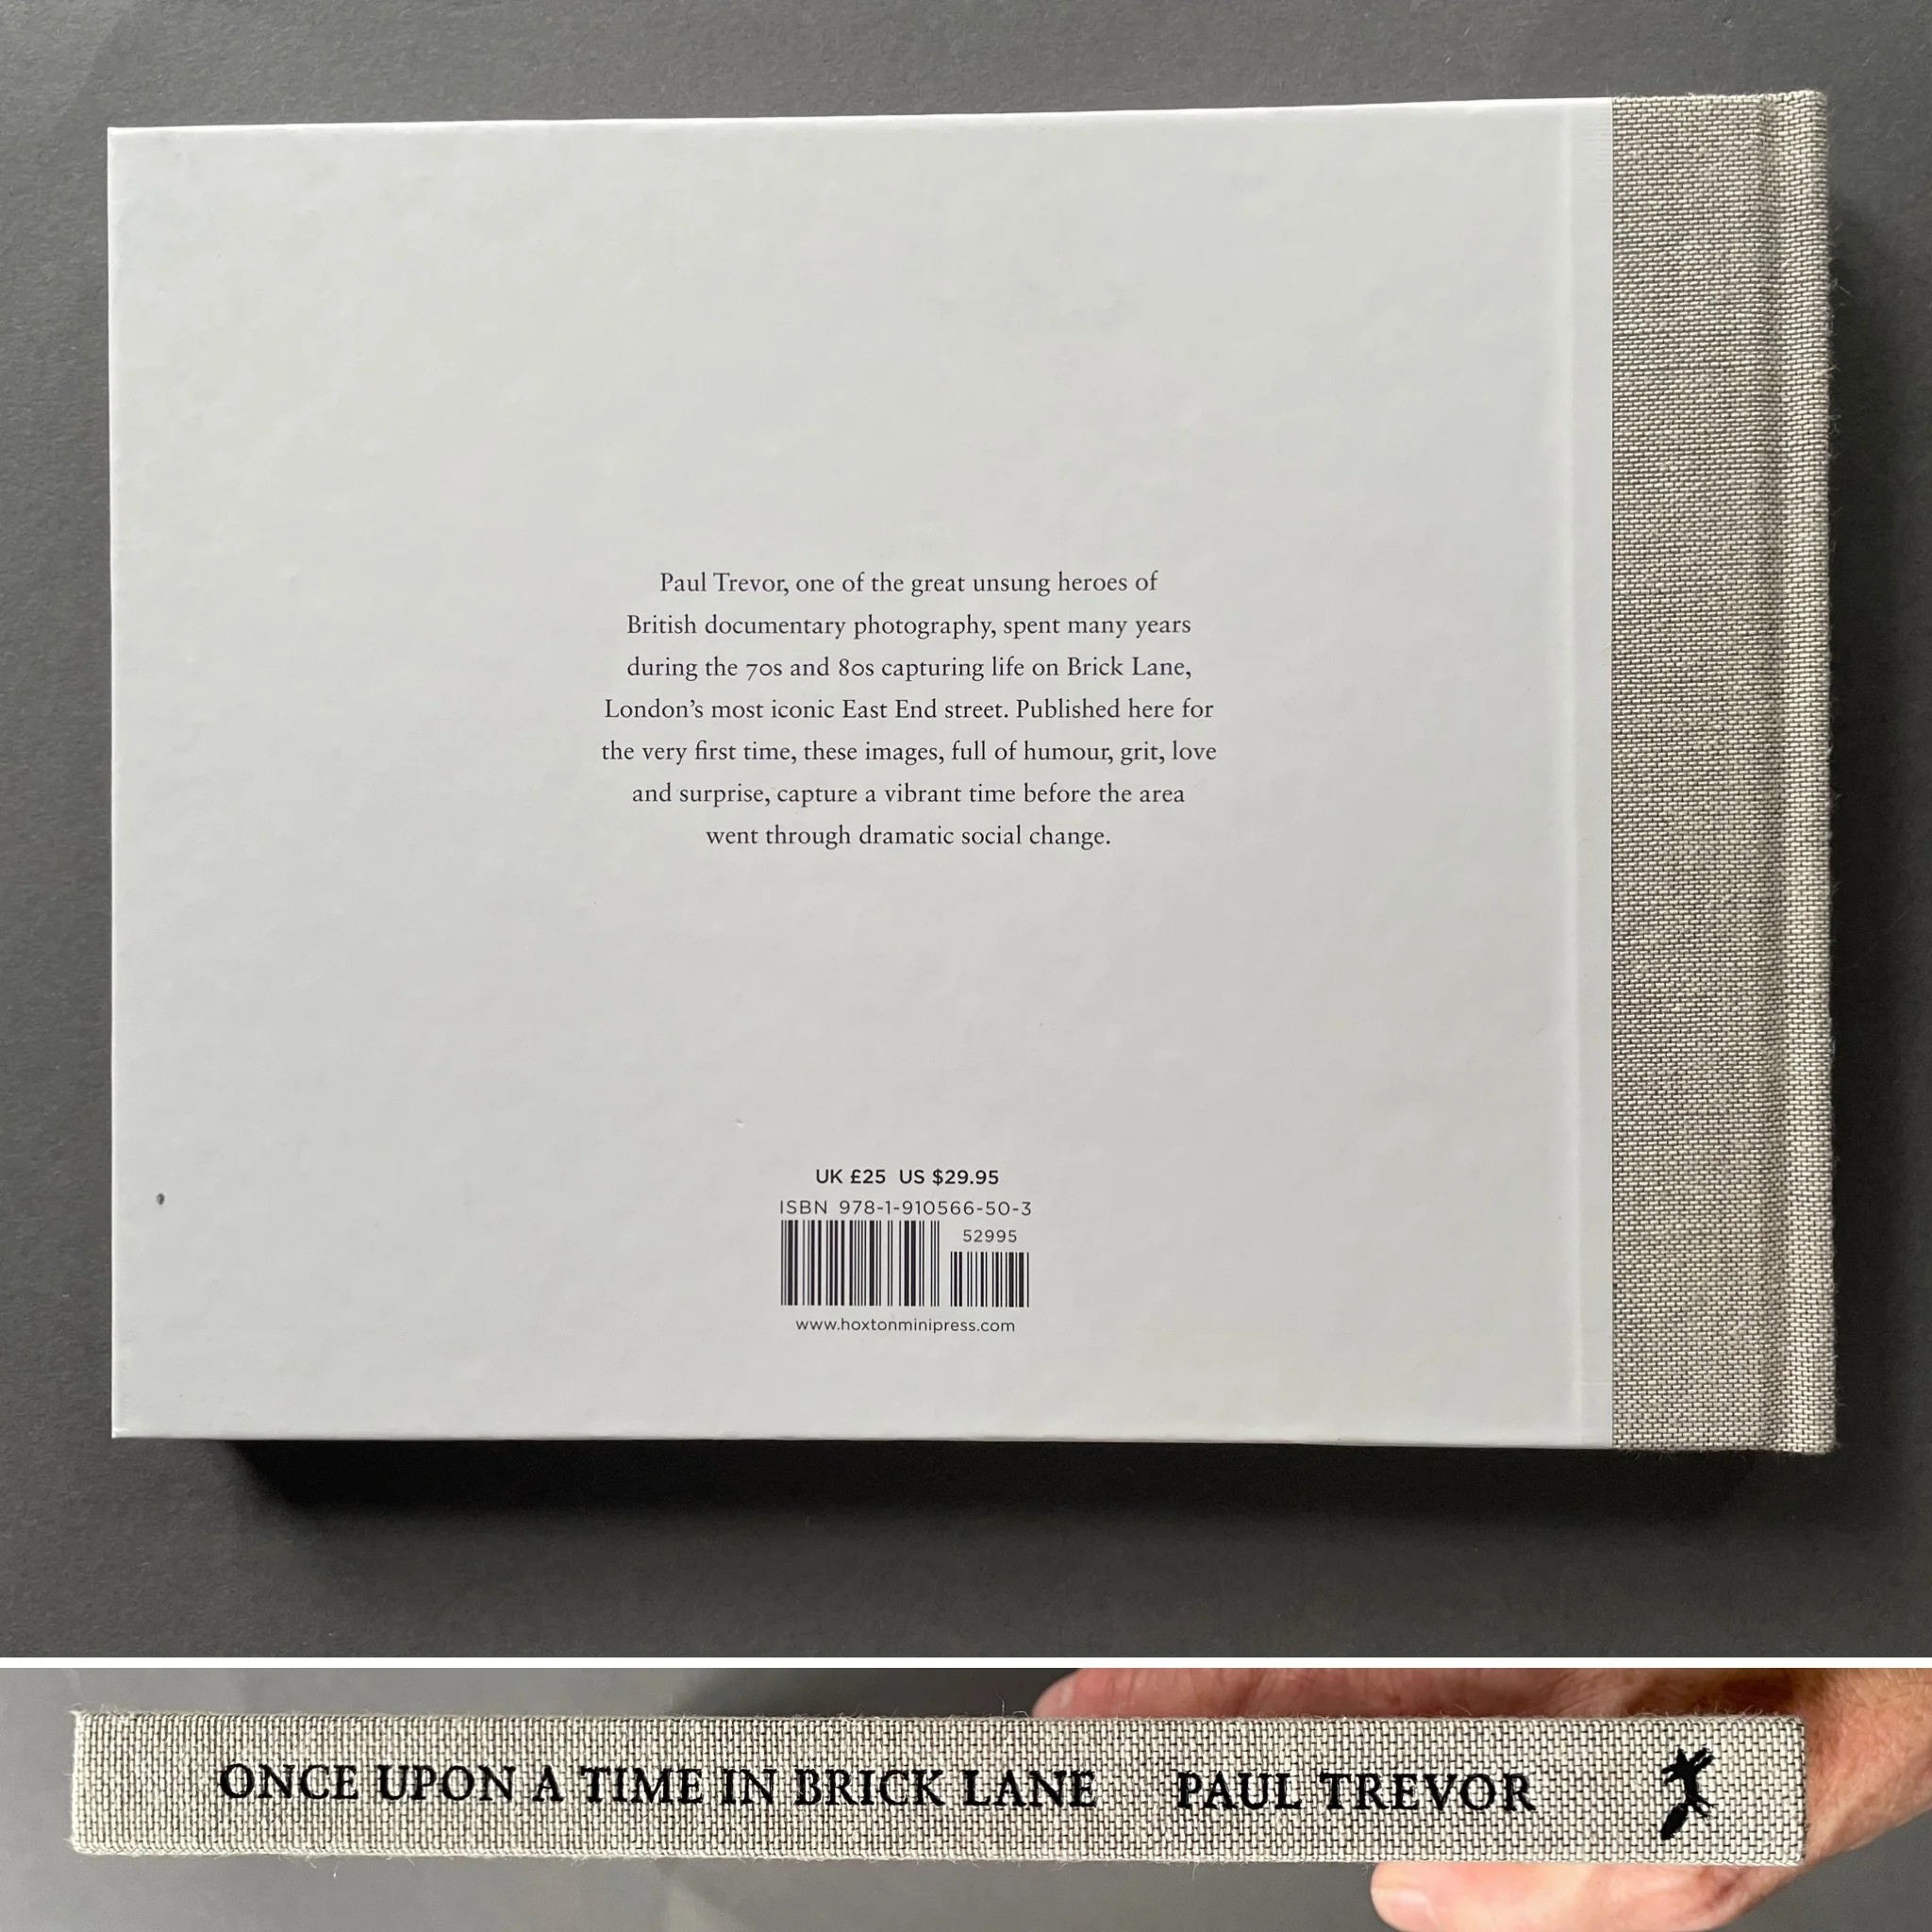 Paul Trevor, one of the great unsung heroes of
British documentary photography, spent many years
during the 70s and 80s capturing life on Brick Lane,
London’s most iconic East End street. Published here for
the very first time, these images, full of humour, grit, love
and surprise, capture a vibrant time before the area
went through dramatic social change.
UK £25 US $29.95
ISBN 978-1-910566-50-3
52995
www.hoxtonminipress.com
ONCE UPON A TIME IN BRICK LANE PAUL TREVOR